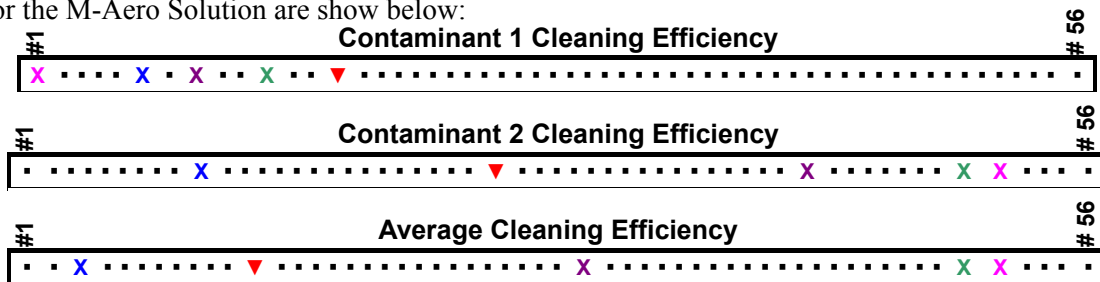 or the M-Aero Solution are show below:
#1 Contaminant 1 Cleaning Efficiency # 56
X X X X
#1 Contaminant 2 Cleaning Efficiency # 56
X X X X
#1 Average Cleaning Efficiency # 56
X X X X